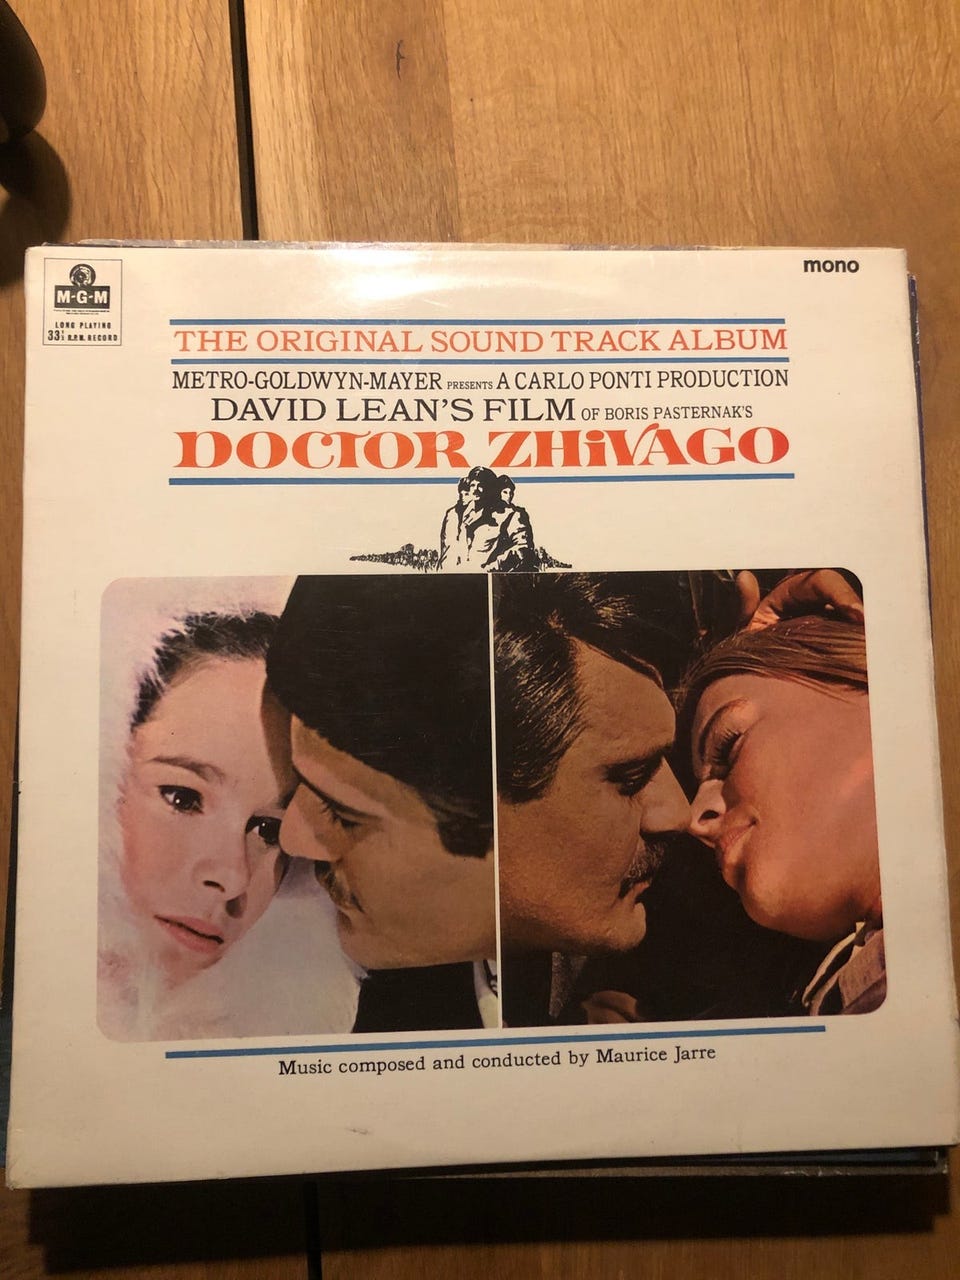 mono
M-G-M
LONG PLAYING
33⅓ R.P.M. RECORD
THE ORIGINAL SOUND TRACK ALBUM
METRO-GOLDWYN-MAYER PRESENTS A CARLO PONTI PRODUCTION
DAVID LEAN'S FILM OF BORIS PASTERNAK'S
DOCTOR ZHiVAGO
Music composed and conducted by Maurice Jarre